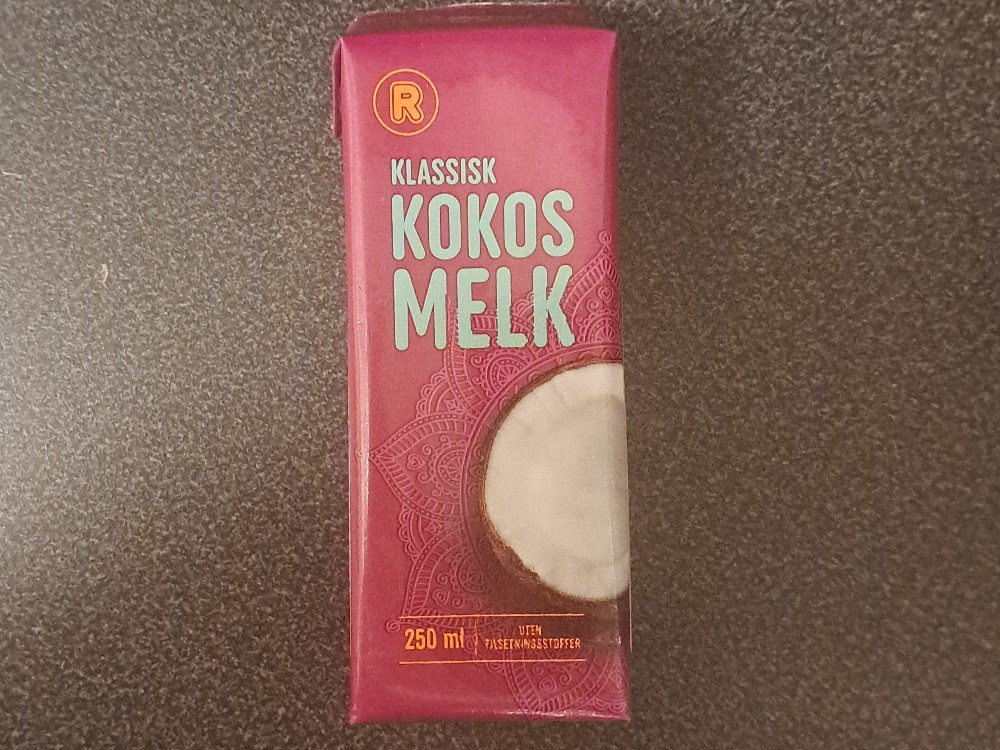 R
KLASSISK
KOKOS
MELK
250 ml
UTEN
TILSETNINGSSTOFFER